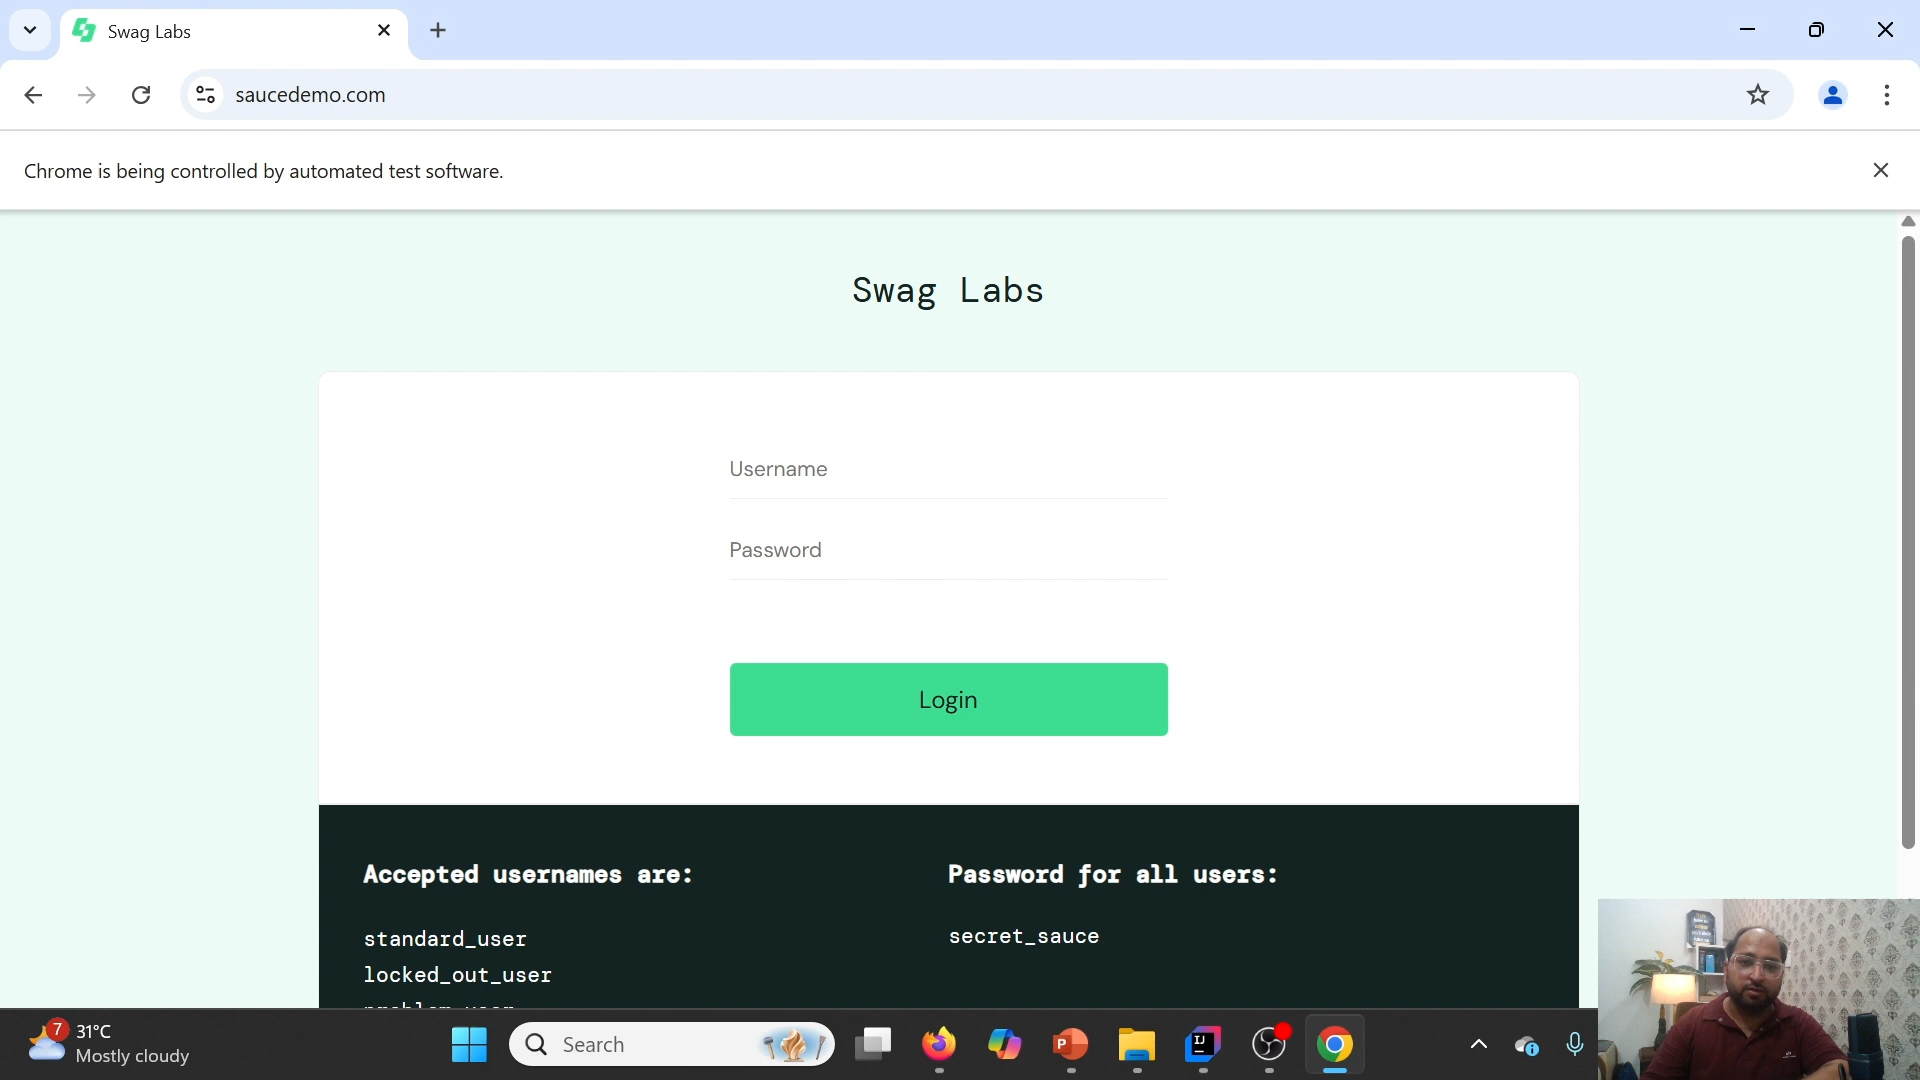 Swag Labs
saucedemo.com
Chrome is being controlled by automated test software.
Swag Labs
Username
Password
Login
Accepted usernames are:
standard_user
locked_out_user
Password for all users:
secret_sauce
7
31°C
Mostly cloudy
Search